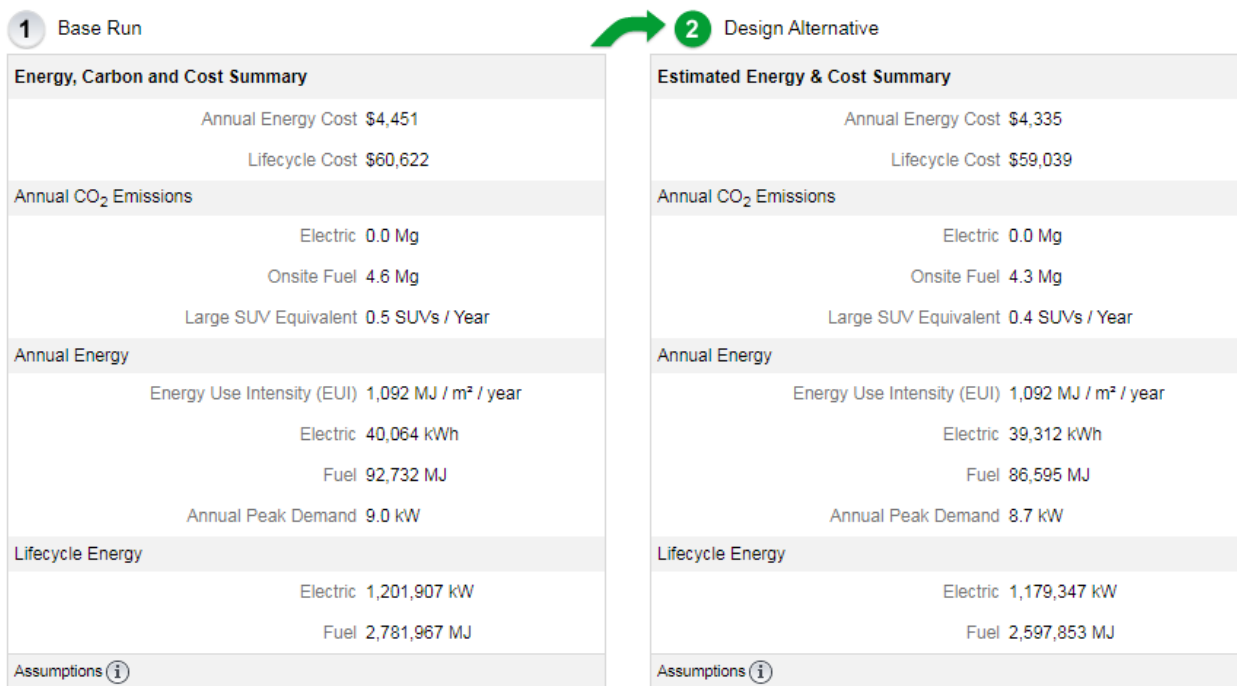 1 Base Run
Energy, Carbon and Cost Summary
Annual Energy Cost $4,451
Lifecycle Cost $60,622
Annual CO2 Emissions
Electric 0.0 Mg
Onsite Fuel 4.6 Mg
Large SUV Equivalent 0.5 SUVs / Year
Annual Energy
Energy Use Intensity (EUI) 1,092 MJ / m² / year
Electric 40,064 kWh
Fuel 92,732 MJ
Annual Peak Demand 9.0 kW
Lifecycle Energy
Electric 1,201,907 kW
Fuel 2,781,967 MJ
Assumptions i
2 Design Alternative
Estimated Energy & Cost Summary
Annual Energy Cost $4,335
Lifecycle Cost $59,039
Annual CO2 Emissions
Electric 0.0 Mg
Onsite Fuel 4.3 Mg
Large SUV Equivalent 0.4 SUVs / Year
Annual Energy
Energy Use Intensity (EUI) 1,092 MJ / m² / year
Electric 39,312 kWh
Fuel 86,595 MJ
Annual Peak Demand 8.7 kW
Lifecycle Energy
Electric 1,179,347 kW
Fuel 2,597,853 MJ
Assumptions i